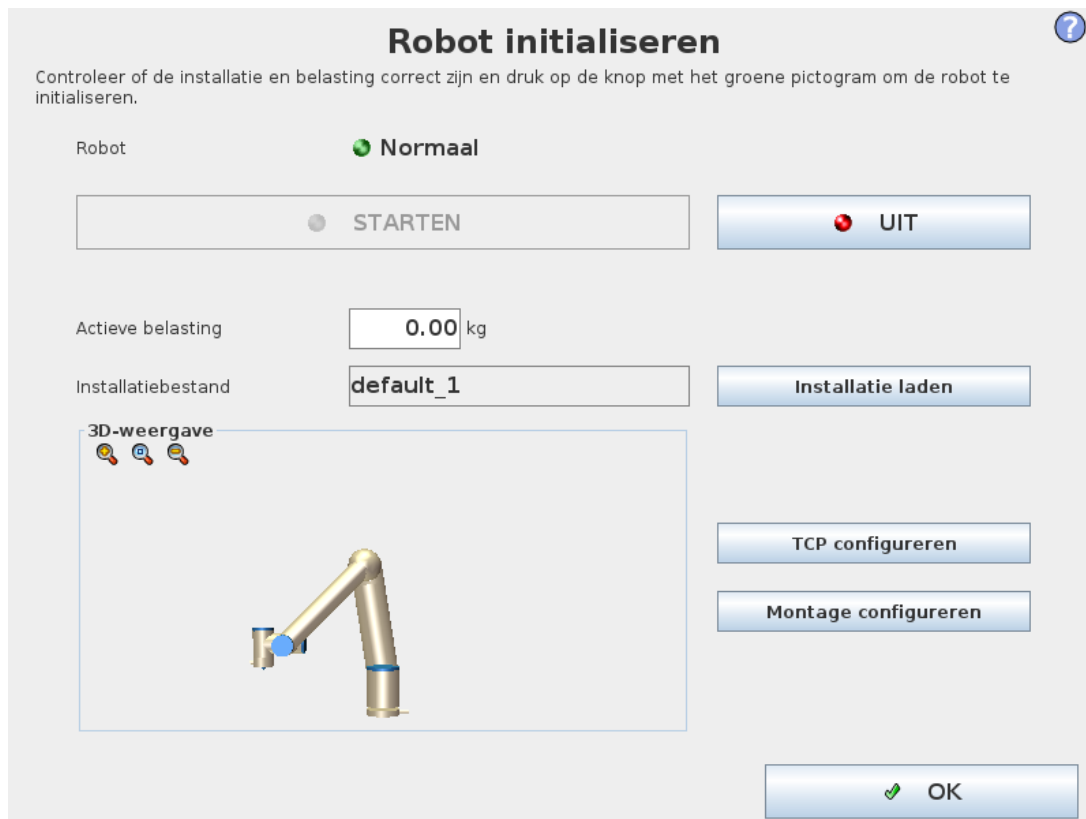 Robot initialiseren
?
Controleer of de installatie en belasting correct zijn en druk op de knop met het groene pictogram om de robot te
initialiseren.
Robot Normaal
STARTEN UIT
Actieve belasting 0.00 kg
Installatiebestand default_1 Installatie laden
3D-weergave
TCP configureren
Montage configureren
OK